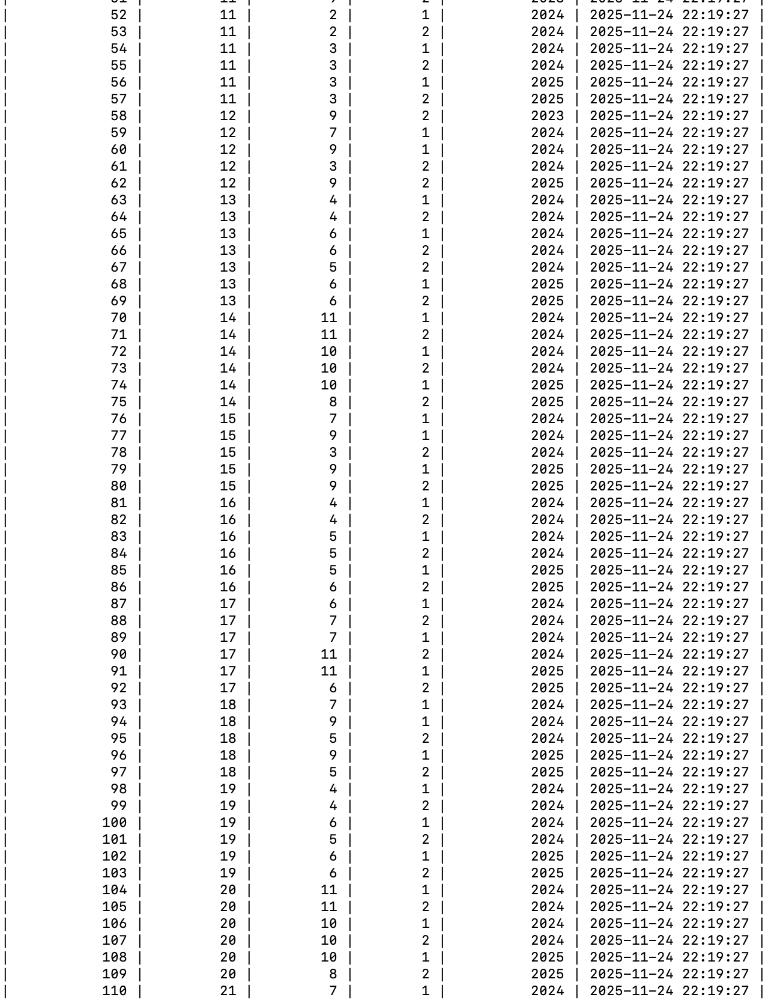 | 52 | 11 | 2 | 1 | 2024 | 2025-11-24 22:19:27 |
| 53 | 11 | 2 | 2 | 2024 | 2025-11-24 22:19:27 |
| 54 | 11 | 3 | 1 | 2024 | 2025-11-24 22:19:27 |
| 55 | 11 | 3 | 2 | 2024 | 2025-11-24 22:19:27 |
| 56 | 11 | 3 | 1 | 2025 | 2025-11-24 22:19:27 |
| 57 | 11 | 3 | 2 | 2025 | 2025-11-24 22:19:27 |
| 58 | 12 | 9 | 2 | 2023 | 2025-11-24 22:19:27 |
| 59 | 12 | 7 | 1 | 2024 | 2025-11-24 22:19:27 |
| 60 | 12 | 9 | 1 | 2024 | 2025-11-24 22:19:27 |
| 61 | 12 | 3 | 2 | 2024 | 2025-11-24 22:19:27 |
| 62 | 12 | 9 | 2 | 2025 | 2025-11-24 22:19:27 |
| 63 | 13 | 4 | 1 | 2024 | 2025-11-24 22:19:27 |
| 64 | 13 | 4 | 2 | 2024 | 2025-11-24 22:19:27 |
| 65 | 13 | 6 | 1 | 2024 | 2025-11-24 22:19:27 |
| 66 | 13 | 6 | 2 | 2024 | 2025-11-24 22:19:27 |
| 67 | 13 | 5 | 2 | 2024 | 2025-11-24 22:19:27 |
| 68 | 13 | 6 | 1 | 2025 | 2025-11-24 22:19:27 |
| 69 | 13 | 6 | 2 | 2025 | 2025-11-24 22:19:27 |
| 70 | 14 | 11 | 1 | 2024 | 2025-11-24 22:19:27 |
| 71 | 14 | 11 | 2 | 2024 | 2025-11-24 22:19:27 |
| 72 | 14 | 10 | 1 | 2024 | 2025-11-24 22:19:27 |
| 73 | 14 | 10 | 2 | 2024 | 2025-11-24 22:19:27 |
| 74 | 14 | 10 | 1 | 2025 | 2025-11-24 22:19:27 |
| 75 | 14 | 8 | 2 | 2025 | 2025-11-24 22:19:27 |
| 76 | 15 | 7 | 1 | 2024 | 2025-11-24 22:19:27 |
| 77 | 15 | 9 | 1 | 2024 | 2025-11-24 22:19:27 |
| 78 | 15 | 3 | 2 | 2024 | 2025-11-24 22:19:27 |
| 79 | 15 | 9 | 1 | 2025 | 2025-11-24 22:19:27 |
| 80 | 15 | 9 | 2 | 2025 | 2025-11-24 22:19:27 |
| 81 | 16 | 4 | 1 | 2024 | 2025-11-24 22:19:27 |
| 82 | 16 | 4 | 2 | 2024 | 2025-11-24 22:19:27 |
| 83 | 16 | 5 | 1 | 2024 | 2025-11-24 22:19:27 |
| 84 | 16 | 5 | 2 | 2024 | 2025-11-24 22:19:27 |
| 85 | 16 | 5 | 1 | 2025 | 2025-11-24 22:19:27 |
| 86 | 16 | 6 | 2 | 2025 | 2025-11-24 22:19:27 |
| 87 | 17 | 6 | 1 | 2024 | 2025-11-24 22:19:27 |
| 88 | 17 | 7 | 2 | 2024 | 2025-11-24 22:19:27 |
| 89 | 17 | 7 | 1 | 2024 | 2025-11-24 22:19:27 |
| 90 | 17 | 11 | 2 | 2024 | 2025-11-24 22:19:27 |
| 91 | 17 | 11 | 1 | 2025 | 2025-11-24 22:19:27 |
| 92 | 17 | 6 | 2 | 2025 | 2025-11-24 22:19:27 |
| 93 | 18 | 7 | 1 | 2024 | 2025-11-24 22:19:27 |
| 94 | 18 | 9 | 1 | 2024 | 2025-11-24 22:19:27 |
| 95 | 18 | 5 | 2 | 2024 | 2025-11-24 22:19:27 |
| 96 | 18 | 9 | 1 | 2025 | 2025-11-24 22:19:27 |
| 97 | 18 | 5 | 2 | 2025 | 2025-11-24 22:19:27 |
| 98 | 19 | 4 | 1 | 2024 | 2025-11-24 22:19:27 |
| 99 | 19 | 4 | 2 | 2024 | 2025-11-24 22:19:27 |
| 100 | 19 | 6 | 1 | 2024 | 2025-11-24 22:19:27 |
| 101 | 19 | 5 | 2 | 2024 | 2025-11-24 22:19:27 |
| 102 | 19 | 6 | 1 | 2025 | 2025-11-24 22:19:27 |
| 103 | 19 | 6 | 2 | 2025 | 2025-11-24 22:19:27 |
| 104 | 20 | 11 | 1 | 2024 | 2025-11-24 22:19:27 |
| 105 | 20 | 11 | 2 | 2024 | 2025-11-24 22:19:27 |
| 106 | 20 | 10 | 1 | 2024 | 2025-11-24 22:19:27 |
| 107 | 20 | 10 | 2 | 2024 | 2025-11-24 22:19:27 |
| 108 | 20 | 10 | 1 | 2025 | 2025-11-24 22:19:27 |
| 109 | 20 | 8 | 2 | 2025 | 2025-11-24 22:19:27 |
| 110 | 21 | 7 | 1 | 2024 | 2025-11-24 22:19:27 |